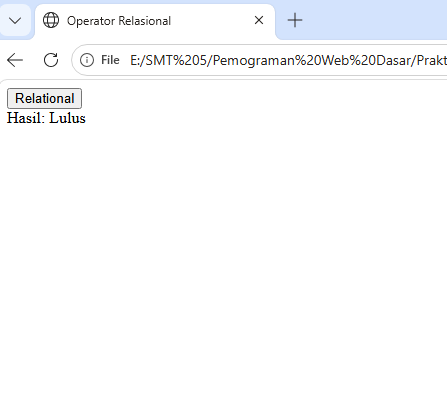 Operator Relasional
File E:/SMT%205/Pemograman%20Web%20Dasar/Prakt
Relational
Hasil: Lulus